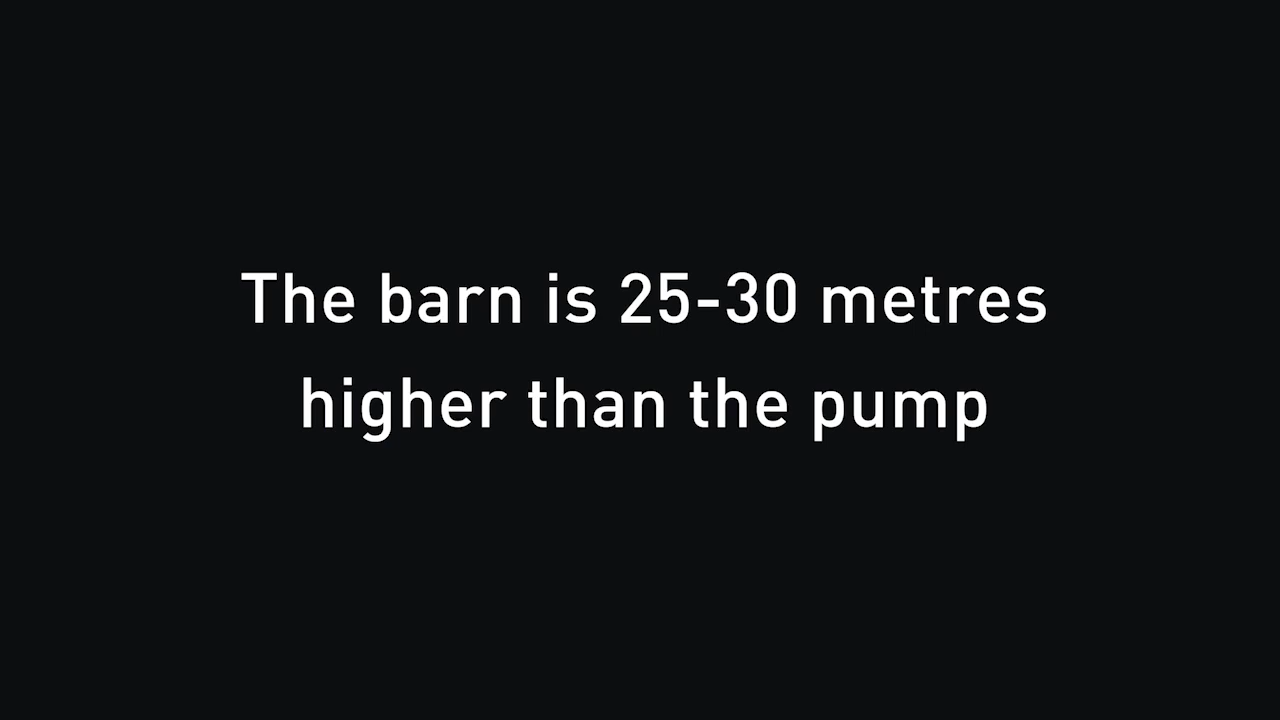 The barn is 25-30 metres
higher than the pump